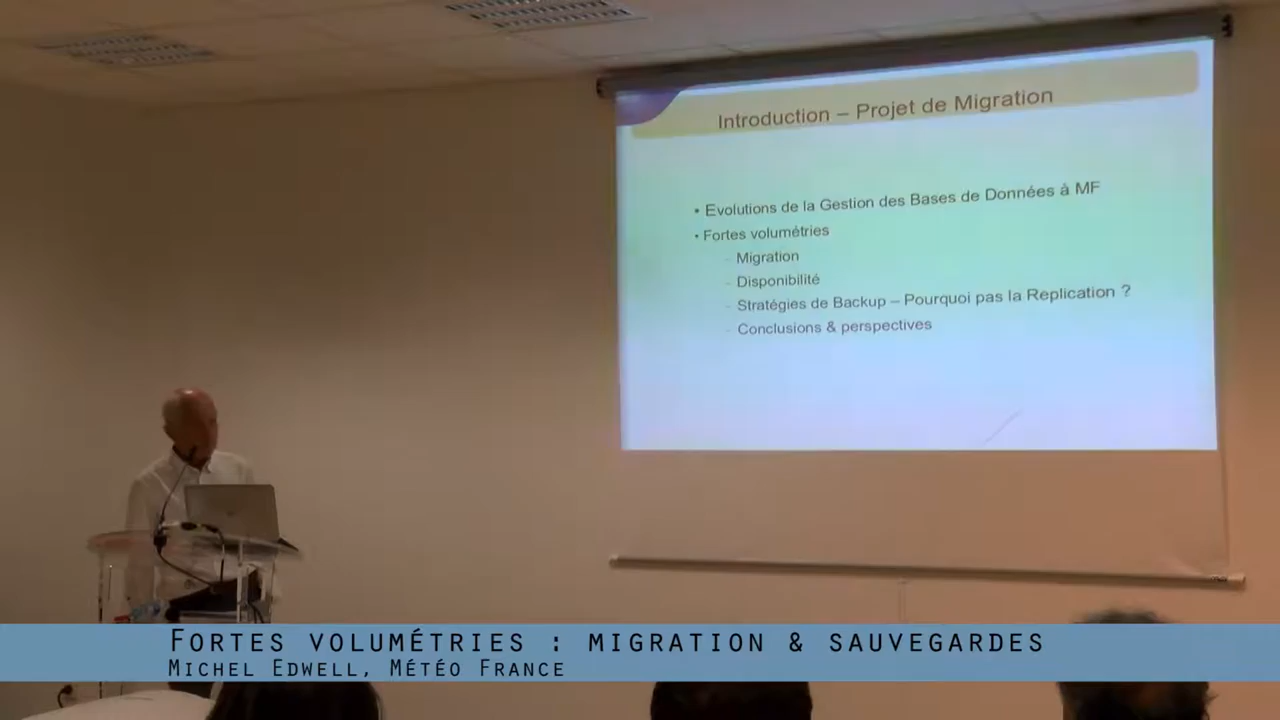 Introduction – Projet de Migration
• Evolutions de la Gestion des Bases de Données à MF
• Fortes volumétries
- Migration
- Disponibilité
- Stratégies de Backup – Pourquoi pas la Replication ?
- Conclusions & perspectives
FORTES VOLUMÉTRIES : MIGRATION & SAUVEGARDES
MICHEL EDWELL, MÉTÉO FRANCE